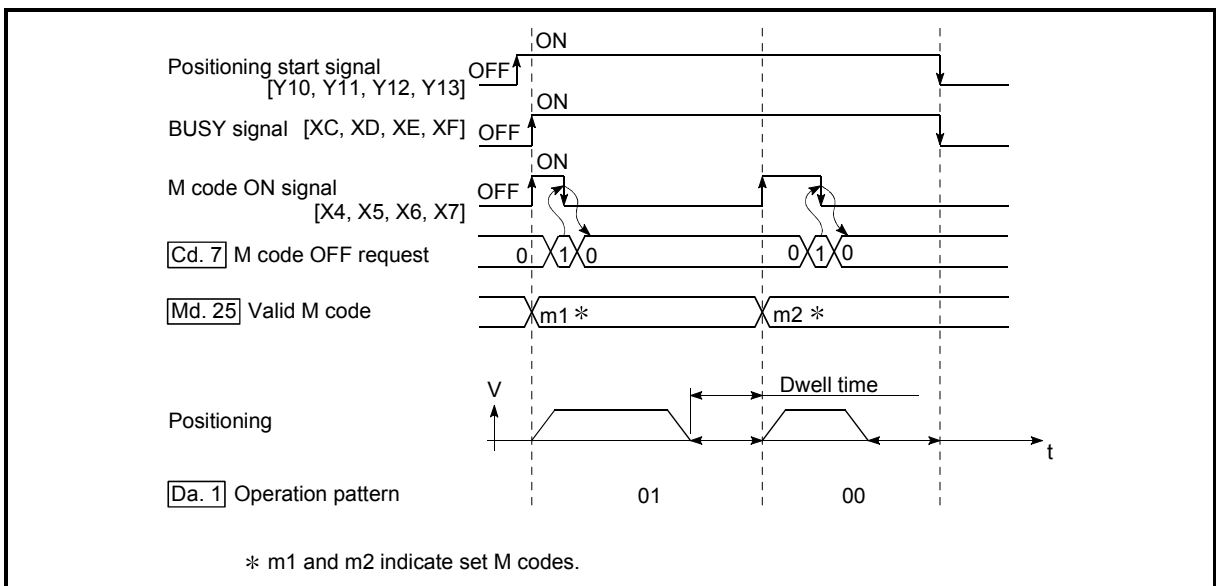 ON
Positioning start signal OFF
[Y10, Y11, Y12, Y13]
ON
BUSY signal [XC, XD, XE, XF] OFF
ON
M code ON signal OFF
[X4, X5, X6, X7]
Cd. 7 M code OFF request 0 1 0 0 1 0
Md. 25 Valid M code m1 * m2 *
V Dwell time
Positioning
t
Da. 1 Operation pattern 01 00
* m1 and m2 indicate set M codes.